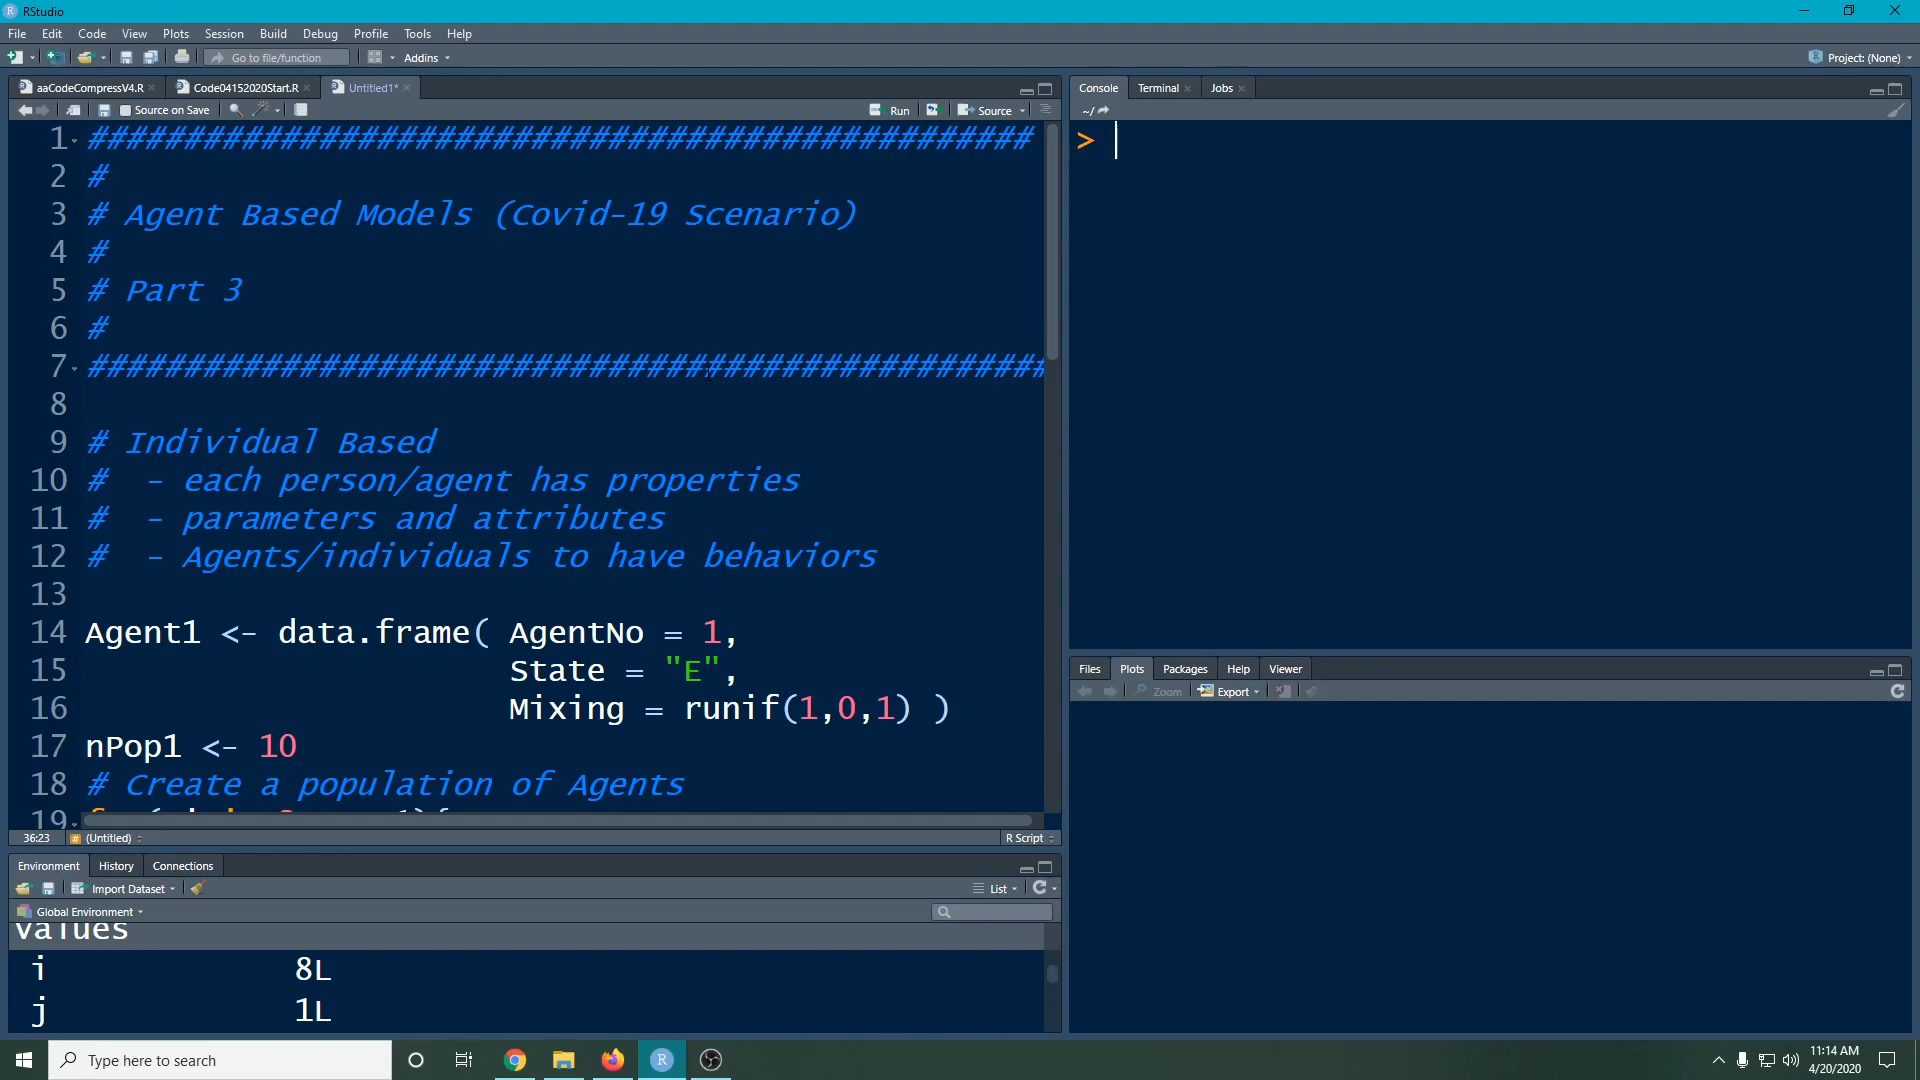 RStudio
File Edit Code View Plots Session Build Debug Profile Tools Help
Go to file/function Addins Project: (None)
aaCodeCompressV4.R Code04152020Start.R Untitled1*
Source on Save Run Source
1 #################################################
2 #
3 # Agent Based Models (Covid-19 Scenario)
4 #
5 # Part 3
6 #
7 ##################################################
8
9 # Individual Based
10 #  - each person/agent has properties
11 #  - parameters and attributes
12 #  - Agents/individuals to have behaviors
13
14 Agent1 <- data.frame( AgentNo = 1,
15 State = "E",
16 Mixing = runif(1,0,1) )
17 nPop1 <- 10
18 # Create a population of Agents
19
36:23 # (Untitled) R Script
Environment History Connections
Import Dataset List
Global Environment
Values
i 8L
j 1L
Console Terminal Jobs
~/
>
Files Plots Packages Help Viewer
Zoom Export
Type here to search
R
11:14 AM
4/20/2020